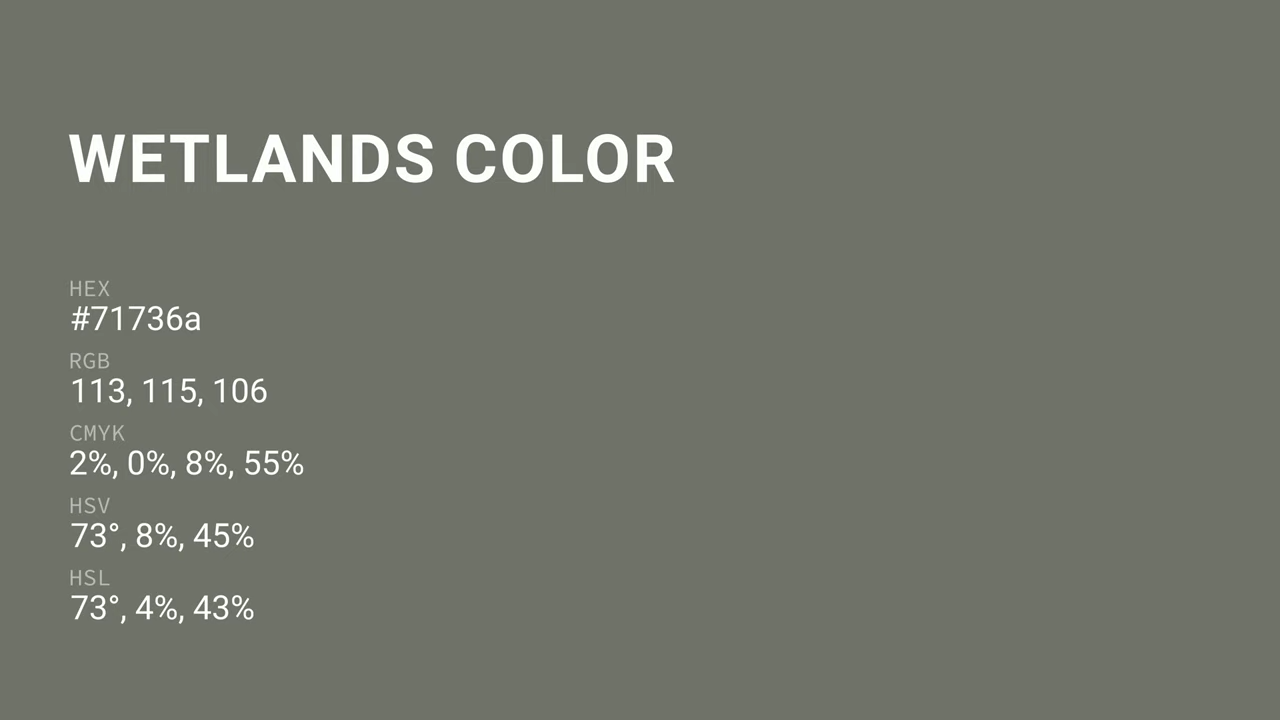 WETLANDS COLOR
HEX
#71736a
RGB
113, 115, 106
CMYK
2%, 0%, 8%, 55%
HSV
73°, 8%, 45%
HSL
73°, 4%, 43%